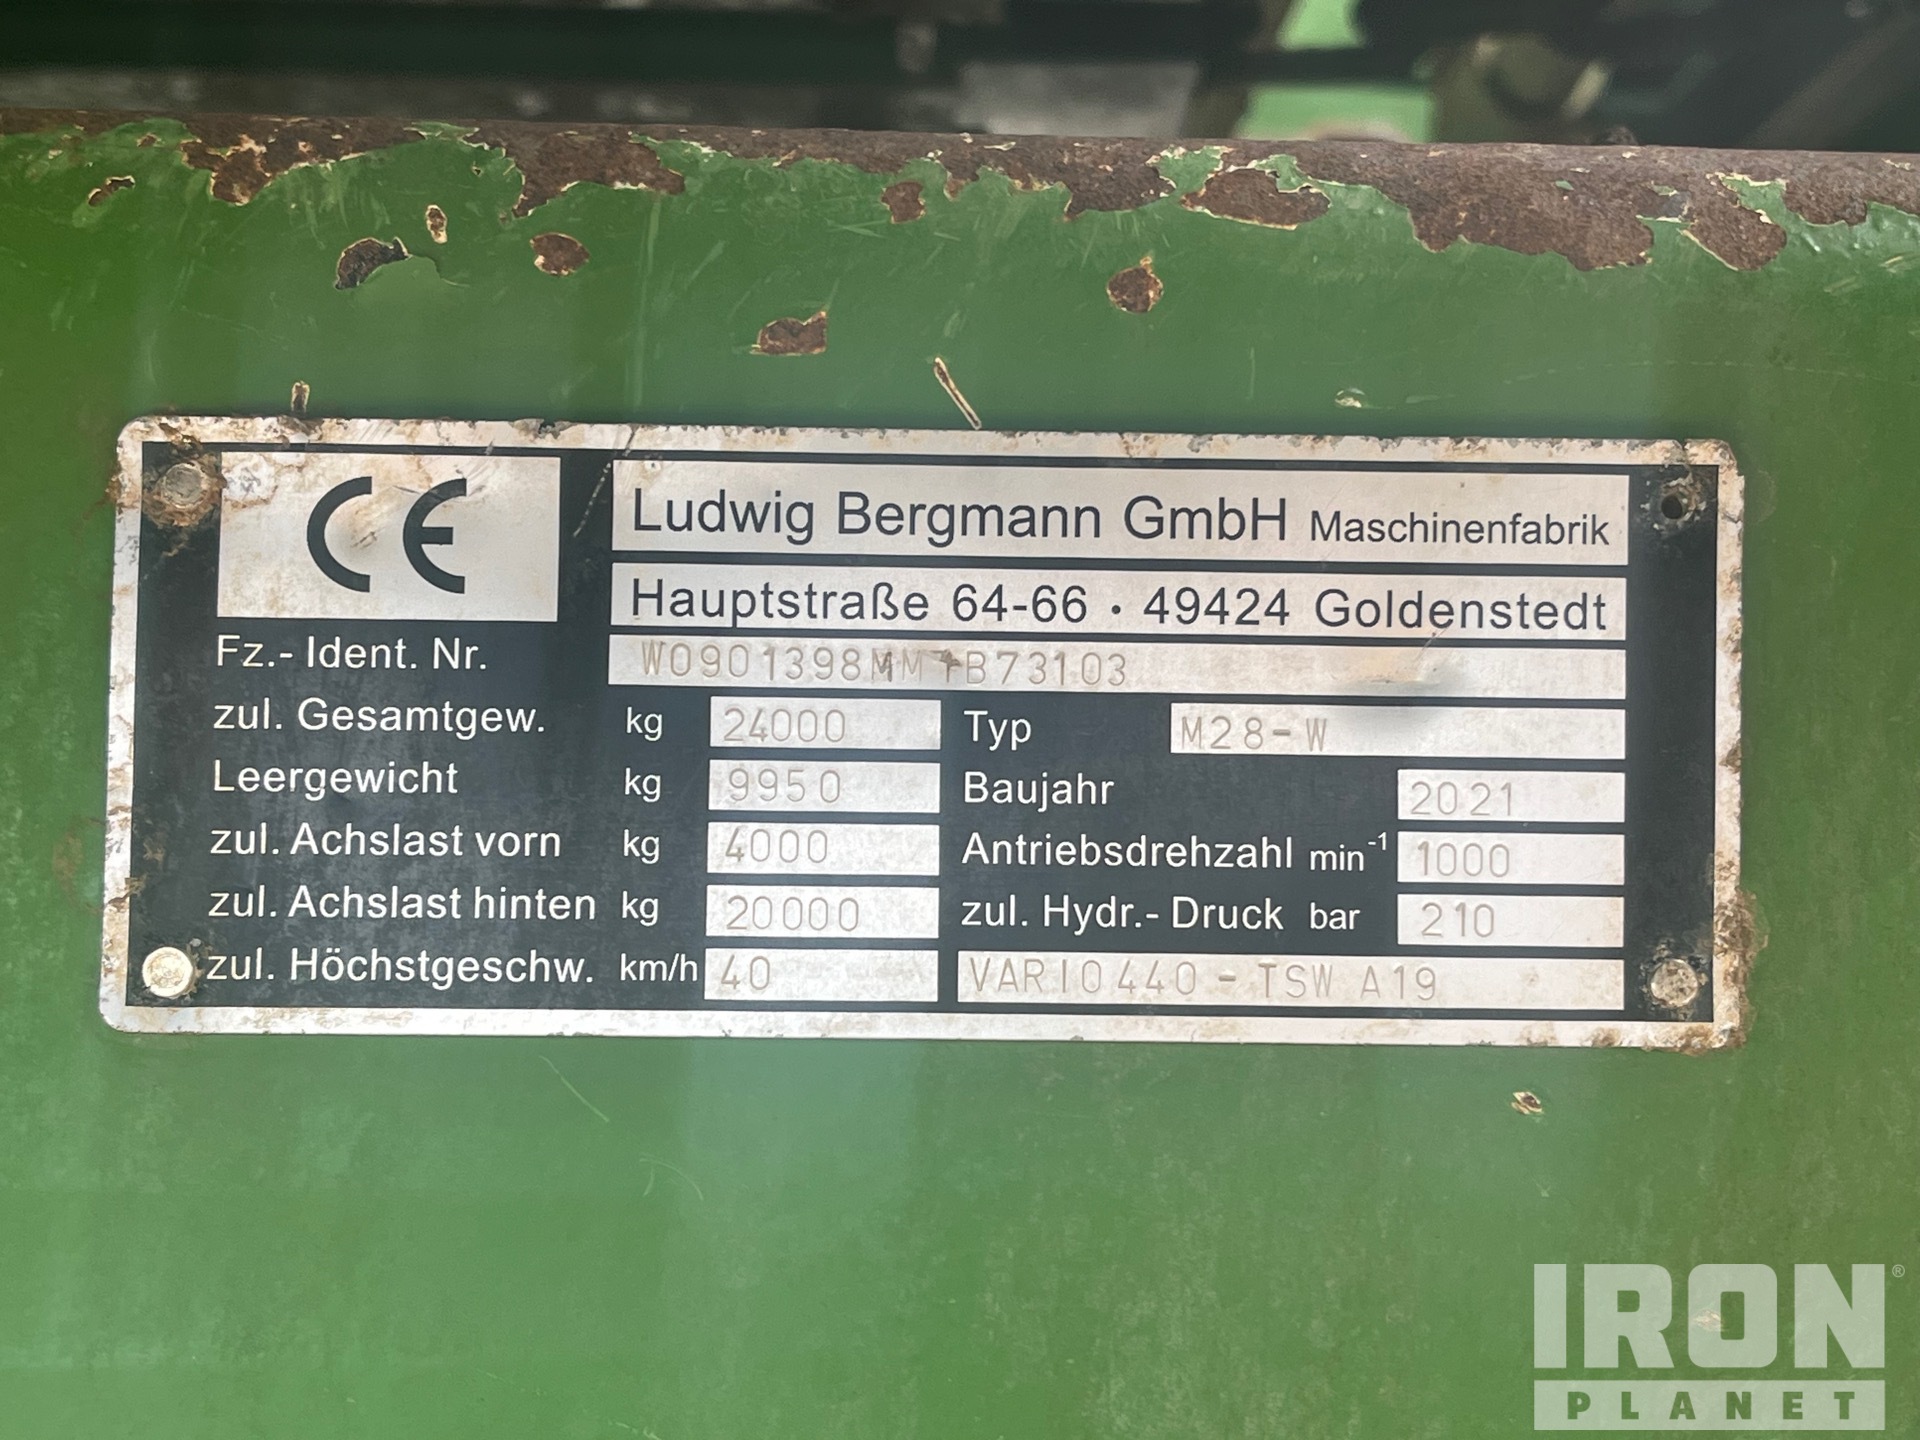 CE
Ludwig Bergmann GmbH Maschinenfabrik
Hauptstraße 64-66 · 49424 Goldenstedt
Fz.- Ident. Nr.
zul. Gesamtgew. kg 24000 Typ M28-W
Leergewicht kg 9950 Baujahr 2021
zul. Achslast vorn kg 4000 Antriebsdrehzahl min⁻¹ 1000
zul. Achslast hinten kg 20000 zul. Hydr.- Druck bar 210
zul. Höchstgeschw. km/h 40 VARIO440-TSW A19
IRON ®
PLANET